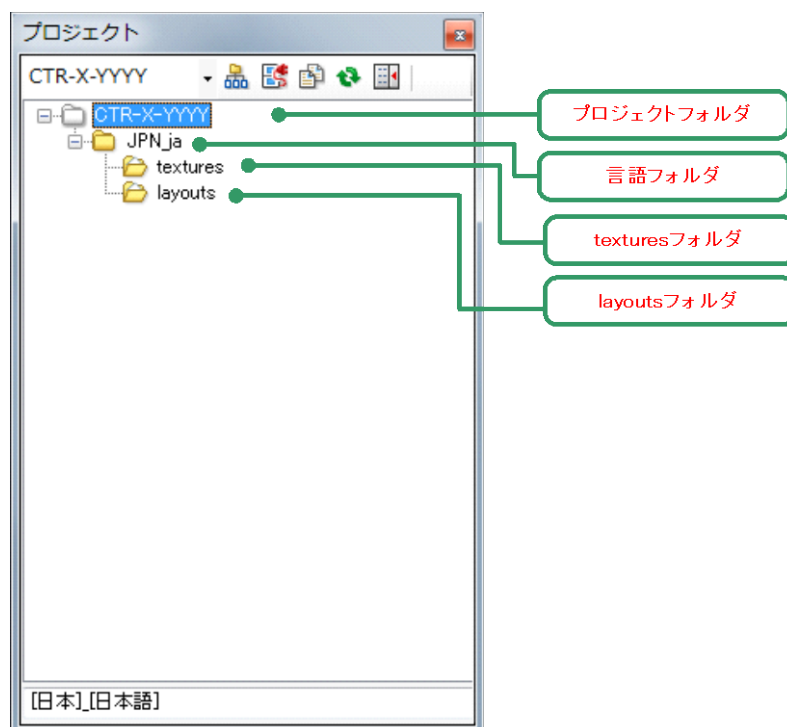 プロジェクト
CTR-X-YYYY
CTR-X-YYYY
プロジェクトフォルダ
JPN_ja
言語フォルダ
textures
texturesフォルダ
layouts
layoutsフォルダ
[日本]_[日本語]